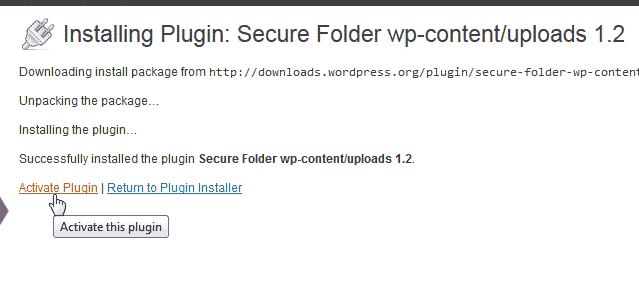 Installing Plugin: Secure Folder wp-content/uploads 1.2
Downloading install package from http://downloads.wordpress.org/plugin/secure-folder-wp-content
Unpacking the package…
Installing the plugin…
Successfully installed the plugin Secure Folder wp-content/uploads 1.2.
Activate Plugin | Return to Plugin Installer
Activate this plugin